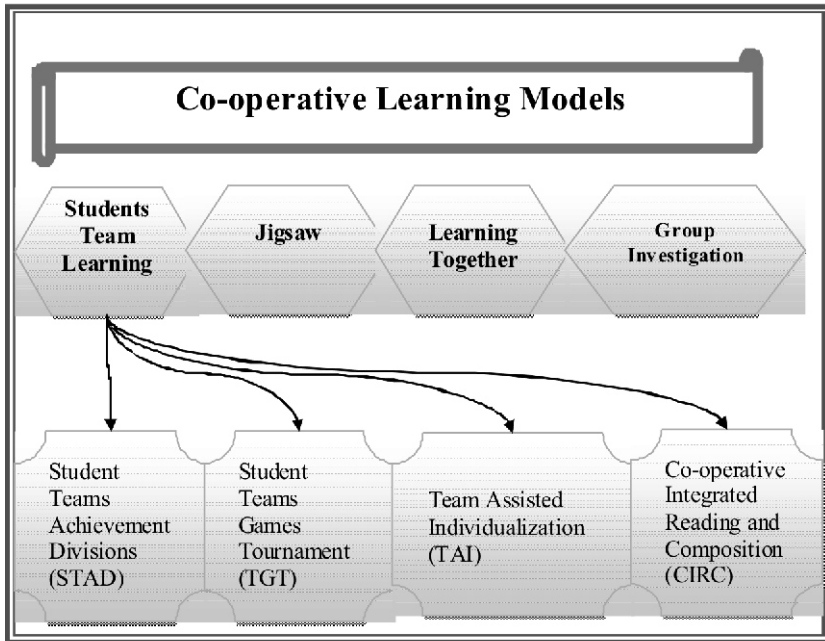 Co-operative Learning Models
Students
Team
Learning
Jigsaw
Learning
Together
Group
Investigation
Student
Teams
Achievement
Divisions
(STAD)
Student
Teams
Games
Tournament
(TGT)
Team Assisted
Individualization
(TAI)
Co-operative
Integrated
Reading and
Composition
(CIRC)